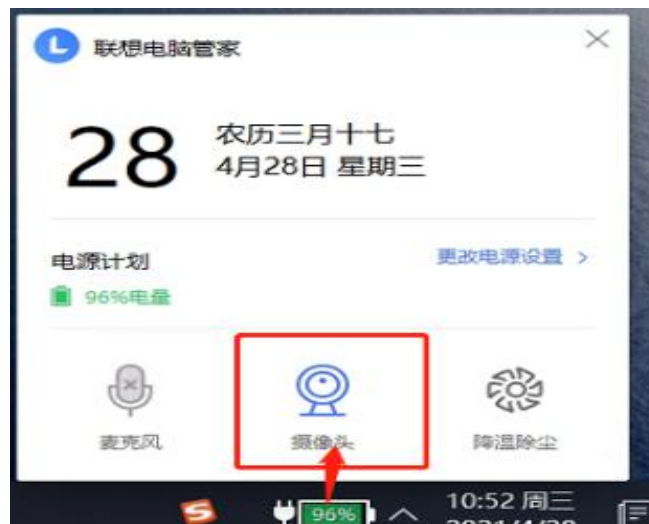 联想电脑管家
28
农历三月十七
4月28日 星期三
电源计划
更改电源设置 >
96%电量
麦克风
摄像头
降温除尘
96%
10:52 周三